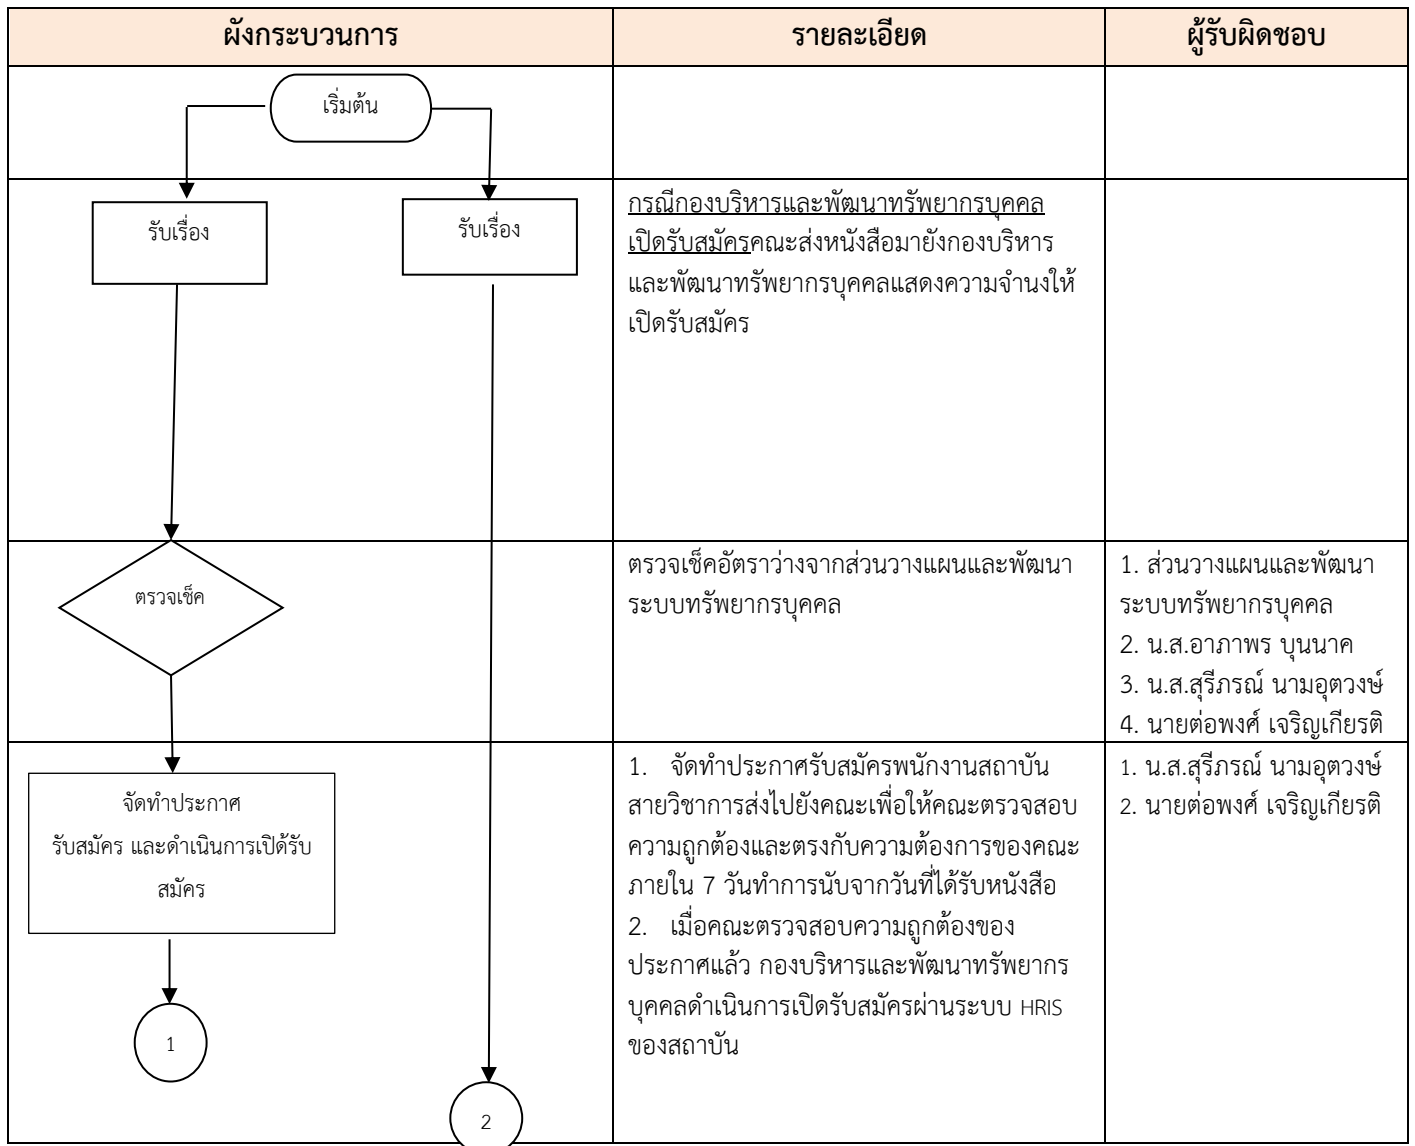 ผังกระบวนการ
รายละเอียด
ผู้รับผิดชอบ
เริ่มต้น
รับเรื่อง
รับเรื่อง
กรณีกองบริหารและพัฒนาทรัพยากรบุคคล
เปิดรับสมัครคณะส่งหนังสือมายังกองบริหาร
และพัฒนาทรัพยากรบุคคลแสดงความจำนงให้
เปิดรับสมัคร
ตรวจเช็ค
ตรวจเช็คอัตราว่างจากส่วนวางแผนและพัฒนา
ระบบทรัพยากรบุคคล
1. ส่วนวางแผนและพัฒนา
ระบบทรัพยากรบุคคล
2. น.ส.อาภาพร บุนนาค
3. น.ส.สุรีภรณ์ นามอุตวงษ์
4. นายต่อพงศ์ เจริญเกียรติ
จัดทำประกาศ
รับสมัคร และดำเนินการเปิด้รับ
สมัคร
1
2
1. จัดทำประกาศรับสมัครพนักงานสถาบัน
สายวิชาการส่งไปยังคณะเพื่อให้คณะตรวจสอบ
ความถูกต้องและตรงกับความต้องการของคณะ
ภายใน 7 วันทำการนับจากวันที่ได้รับหนังสือ
2. เมื่อคณะตรวจสอบความถูกต้องของ
ประกาศแล้ว กองบริหารและพัฒนาทรัพยากร
บุคคลดำเนินการเปิดรับสมัครผ่านระบบ HRIS
ของสถาบัน
1. น.ส.สุรีภรณ์ นามอุตวงษ์
2. นายต่อพงศ์ เจริญเกียรติ